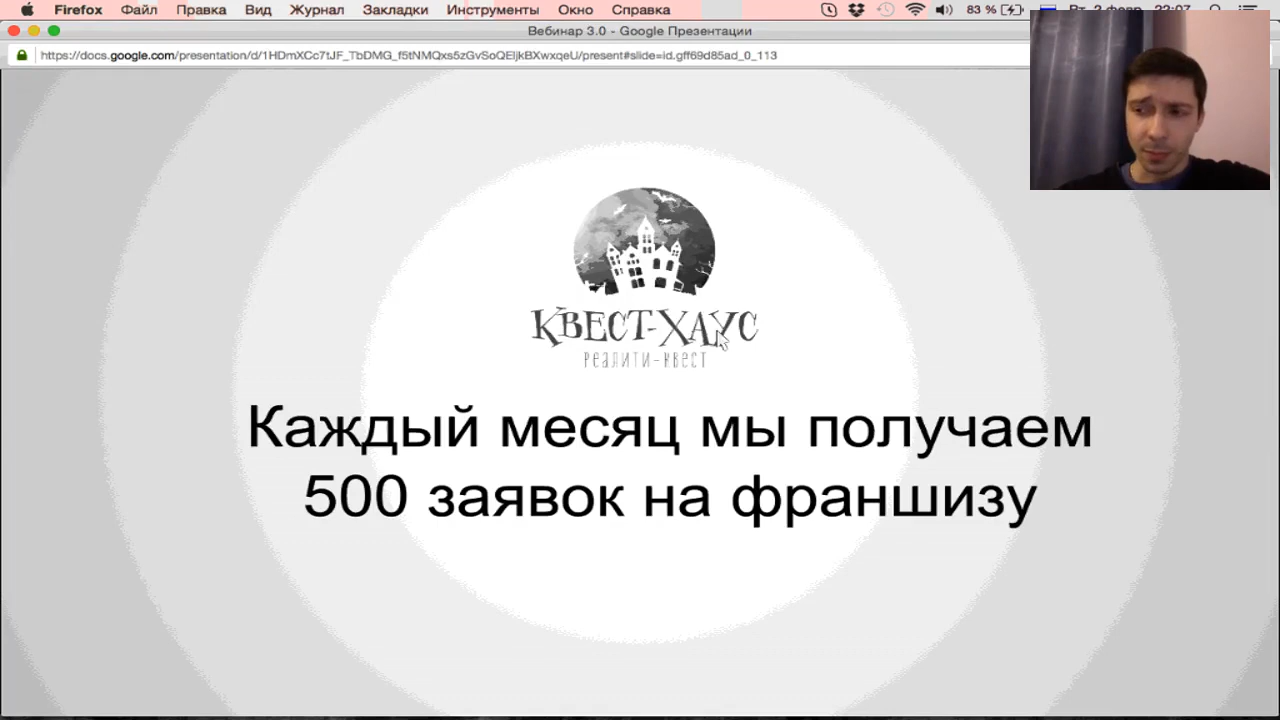 Firefox Файл Правка Вид Журнал Закладки Инструменты Окно Справка 83 %
Вебинар 3.0 - Google Презентации
https://docs.google.com/presentation/d/1HDmXCc7tJF_TbDMG_f5tNMQxs5zGvSoQEljkBXwxqeU/present#slide=id.gff69d85ad_0_113
КВЕСТ-ХАУС
РЕАЛИТИ-КВЕСТ
Каждый месяц мы получаем
500 заявок на франшизу